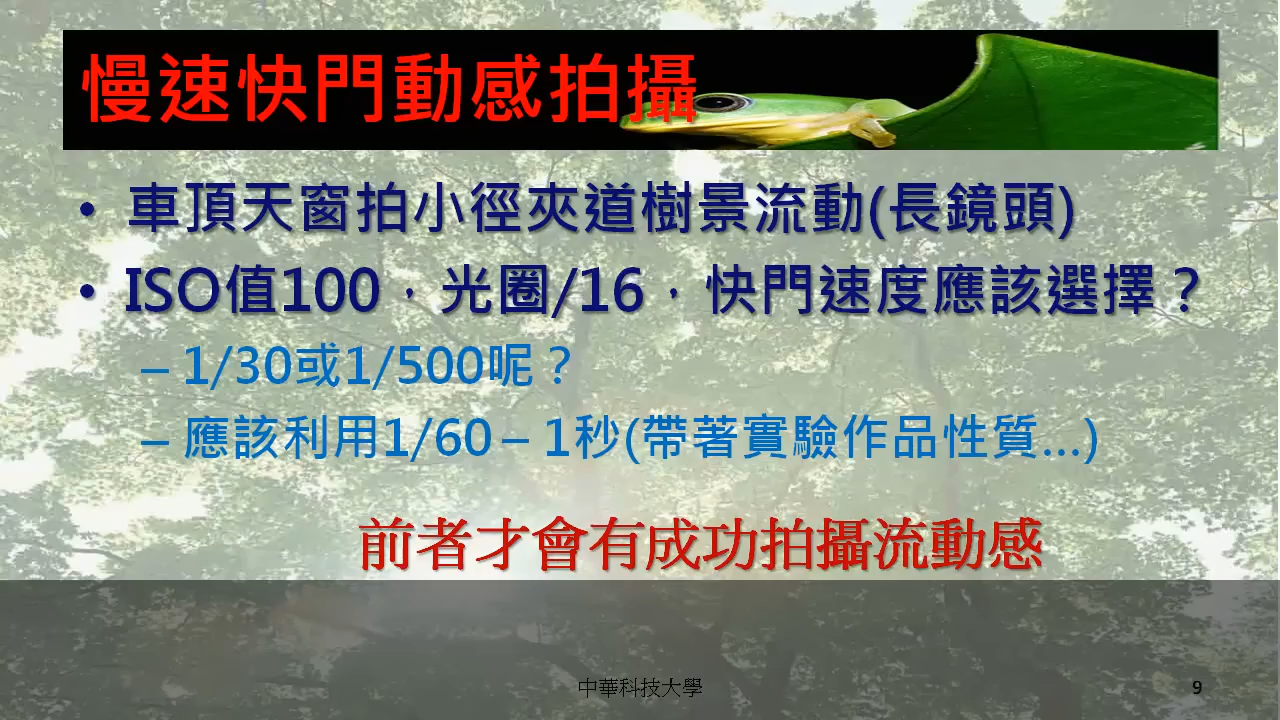 慢速快門動感拍攝
• 車頂天窗拍小徑夾道樹景流動(長鏡頭)
• ISO值100，光圈/16，快門速度應該選擇？
– 1/30或1/500呢？
– 應該利用1/60 – 1秒(帶著實驗作品性質…)
前者才會有成功拍攝流動感
中華科技大學
9